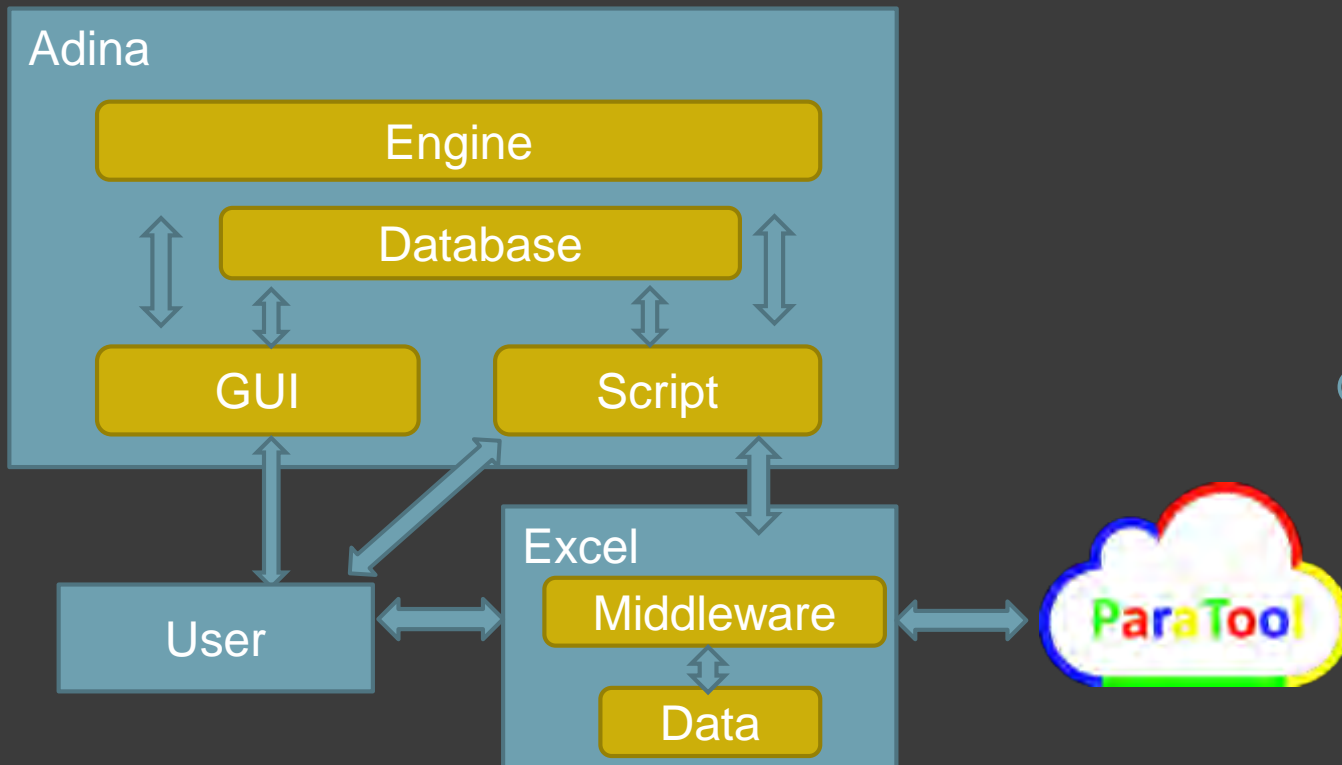 Adina
Engine
Database
GUI
Script
Excel
Middleware
User
ParaTool
Data